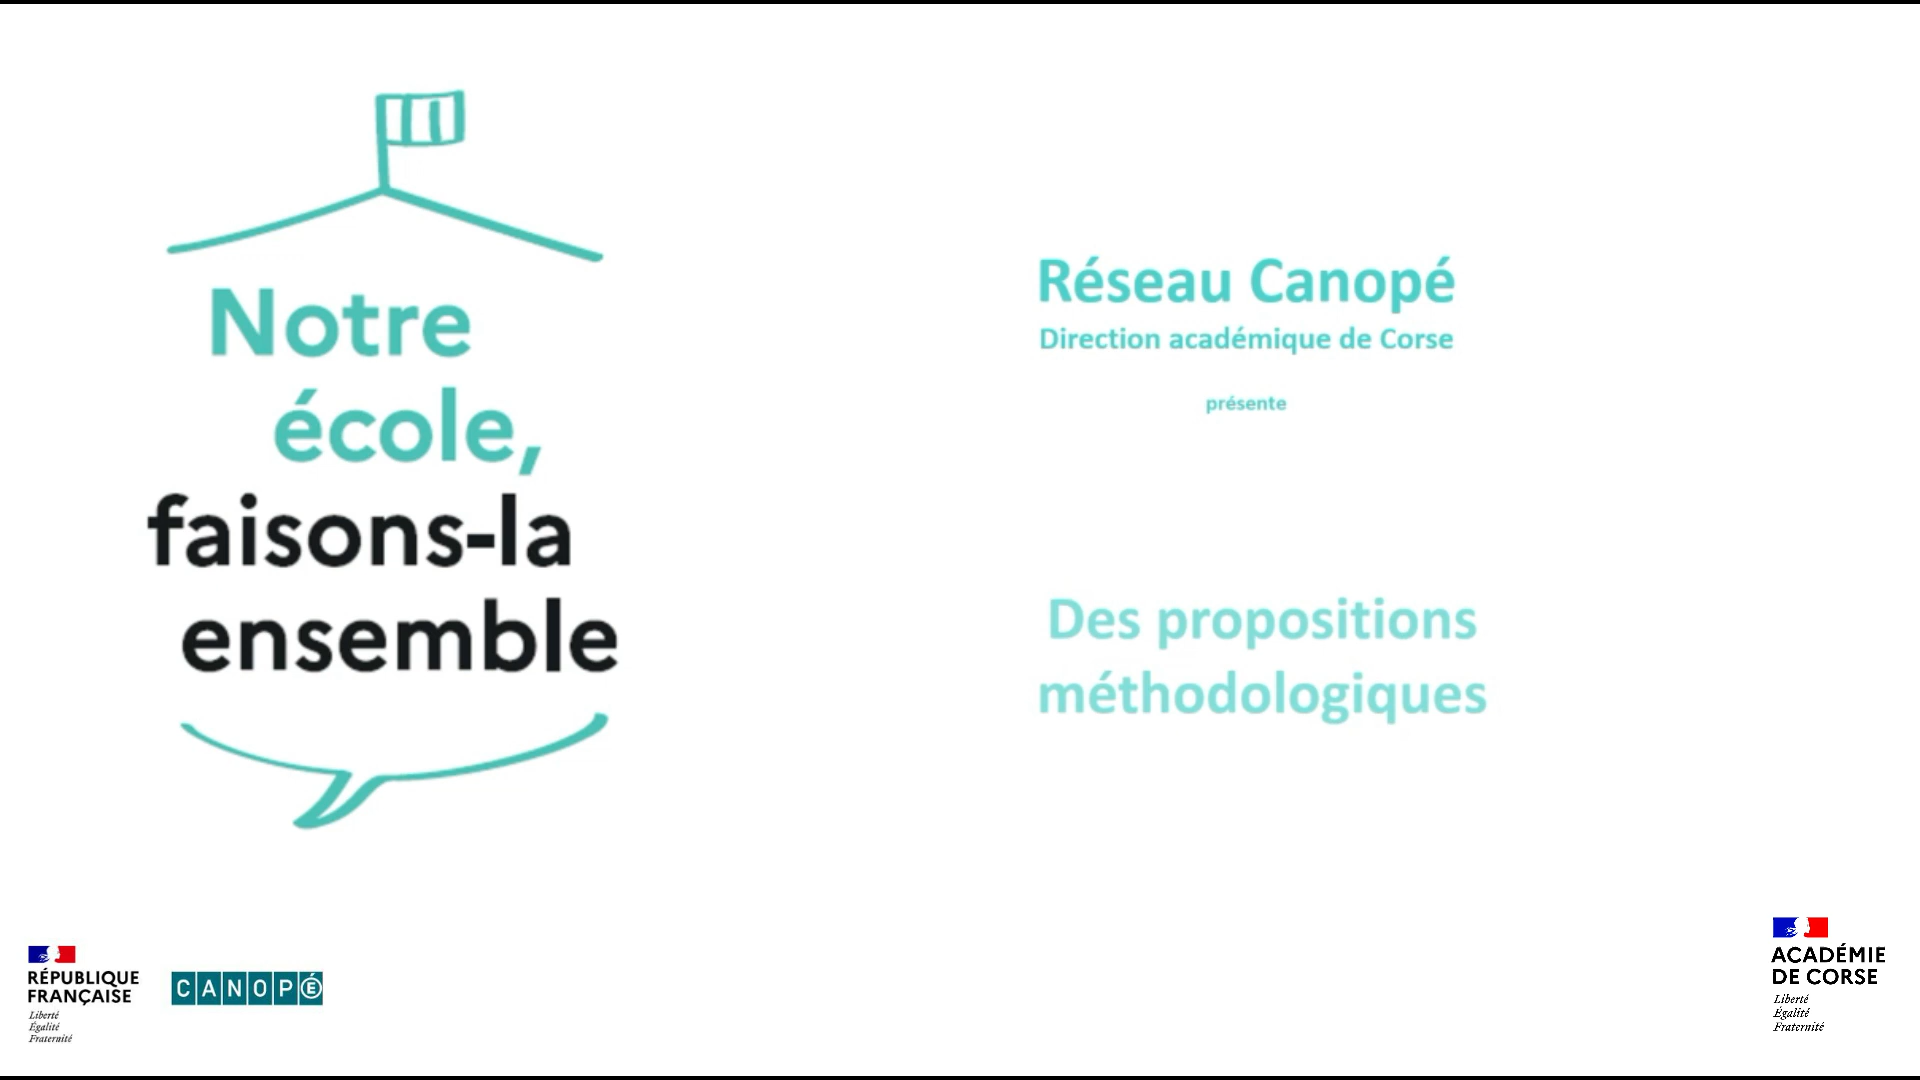 Notre
école,
faisons-la
ensemble
Réseau Canopé
Direction académique de Corse
présente
Des propositions
méthodologiques
RÉPUBLIQUE
FRANÇAISE
Liberté
Égalité
Fraternité
CANOPÉ
ACADÉMIE
DE CORSE
Liberté
Égalité
Fraternité